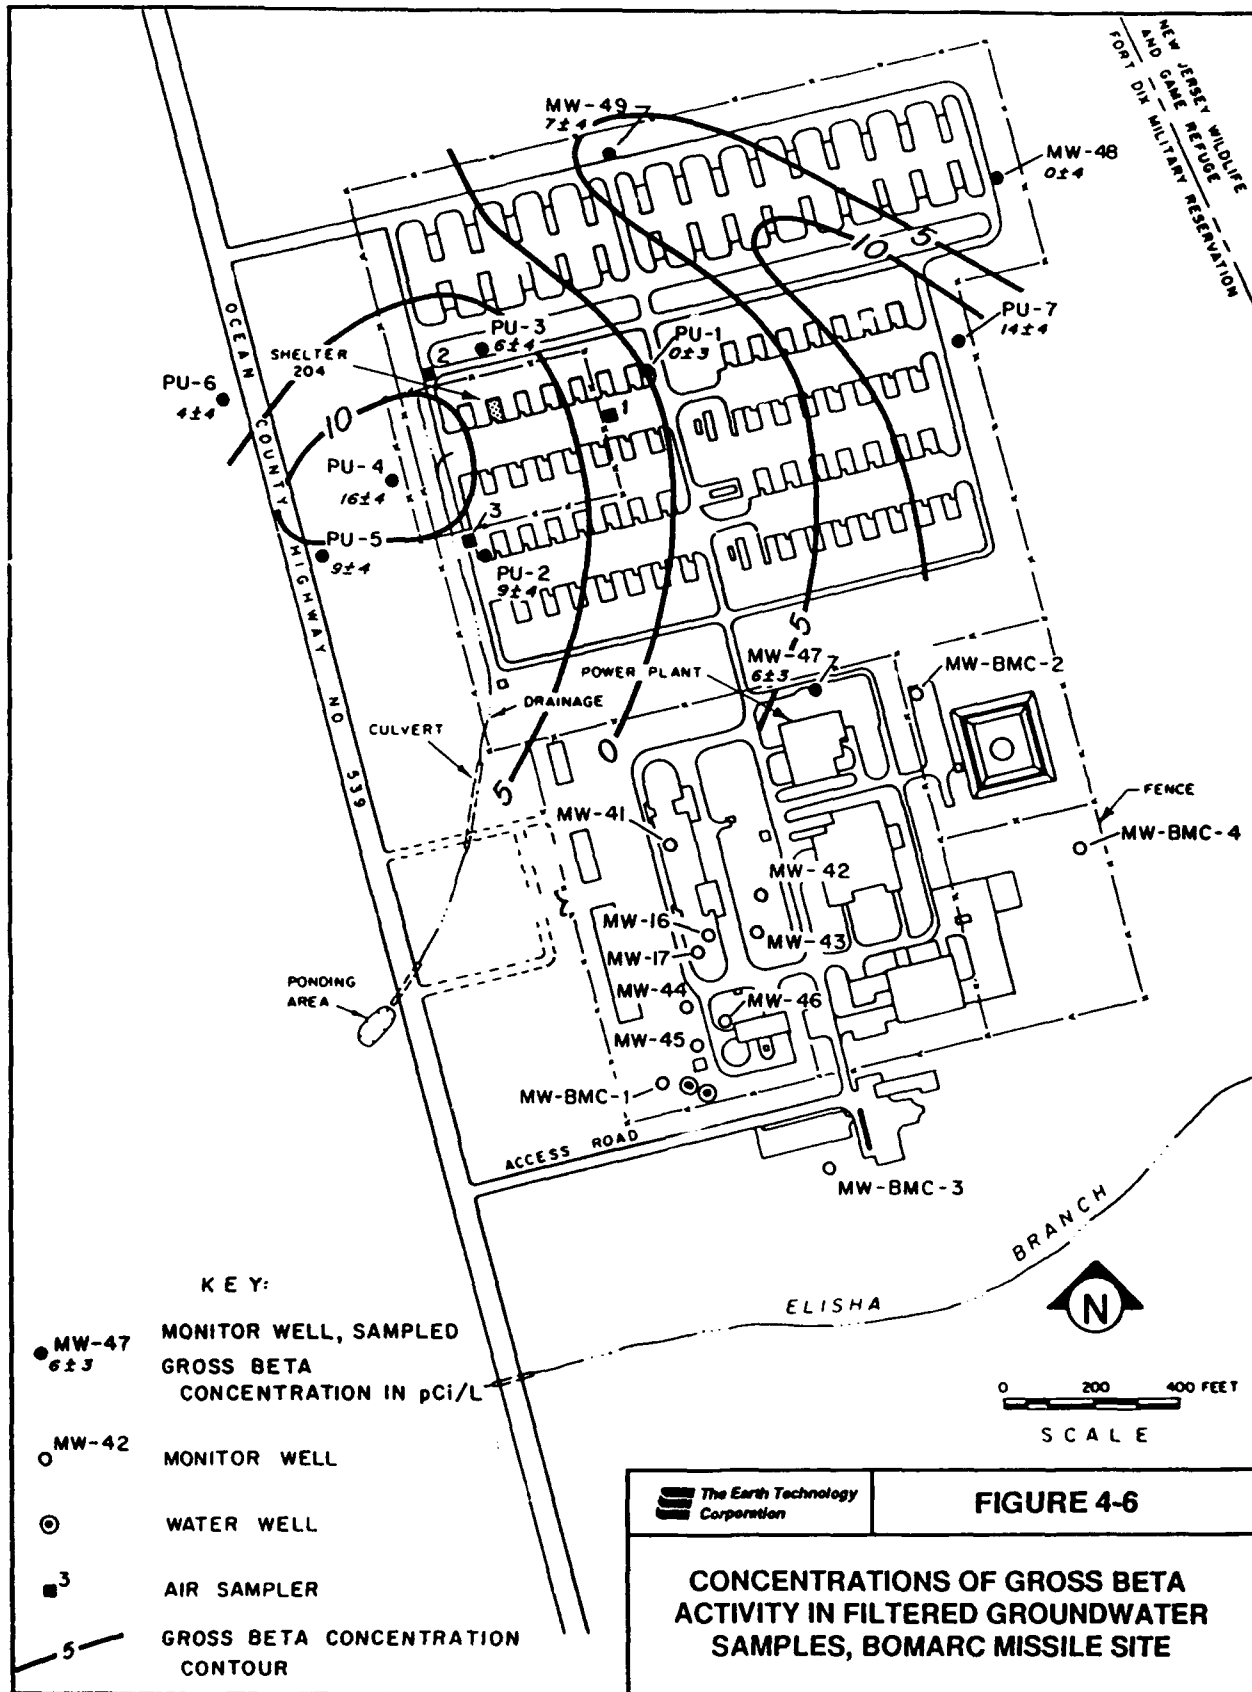 NEW JERSEY WILDLIFE
AND GAME REFUGE
FORT DIX MILITARY RESERVATION
MW-49
7±4
MW-48
0±4
10
5
OCEAN COUNTY HIGHWAY NO 539
PU-3
6±4
PU-1
0±3
PU-7
14±4
SHELTER
204
2
PU-6
4±4
1
10
PU-4
16±4
3
PU-5
9±4
PU-2
9±4
5
MW-47
6±3
POWER PLANT
MW-BMC-2
DRAINAGE
CULVERT
0
5
FENCE
MW-41
MW-BMC-4
MW-42
MW-16
MW-43
MW-17
PONDING
AREA
MW-44
MW-46
MW-45
MW-BMC-1
ACCESS ROAD
MW-BMC-3
ELISHA BRANCH
N
0 200 400 FEET
SCALE
KEY:
MW-47
6±3
MONITOR WELL, SAMPLED
GROSS BETA
CONCENTRATION IN pCi/L
MW-42
MONITOR WELL
WATER WELL
3
AIR SAMPLER
5
GROSS BETA CONCENTRATION
CONTOUR
The Earth Technology
Corporation
FIGURE 4-6
CONCENTRATIONS OF GROSS BETA
ACTIVITY IN FILTERED GROUNDWATER
SAMPLES, BOMARC MISSILE SITE